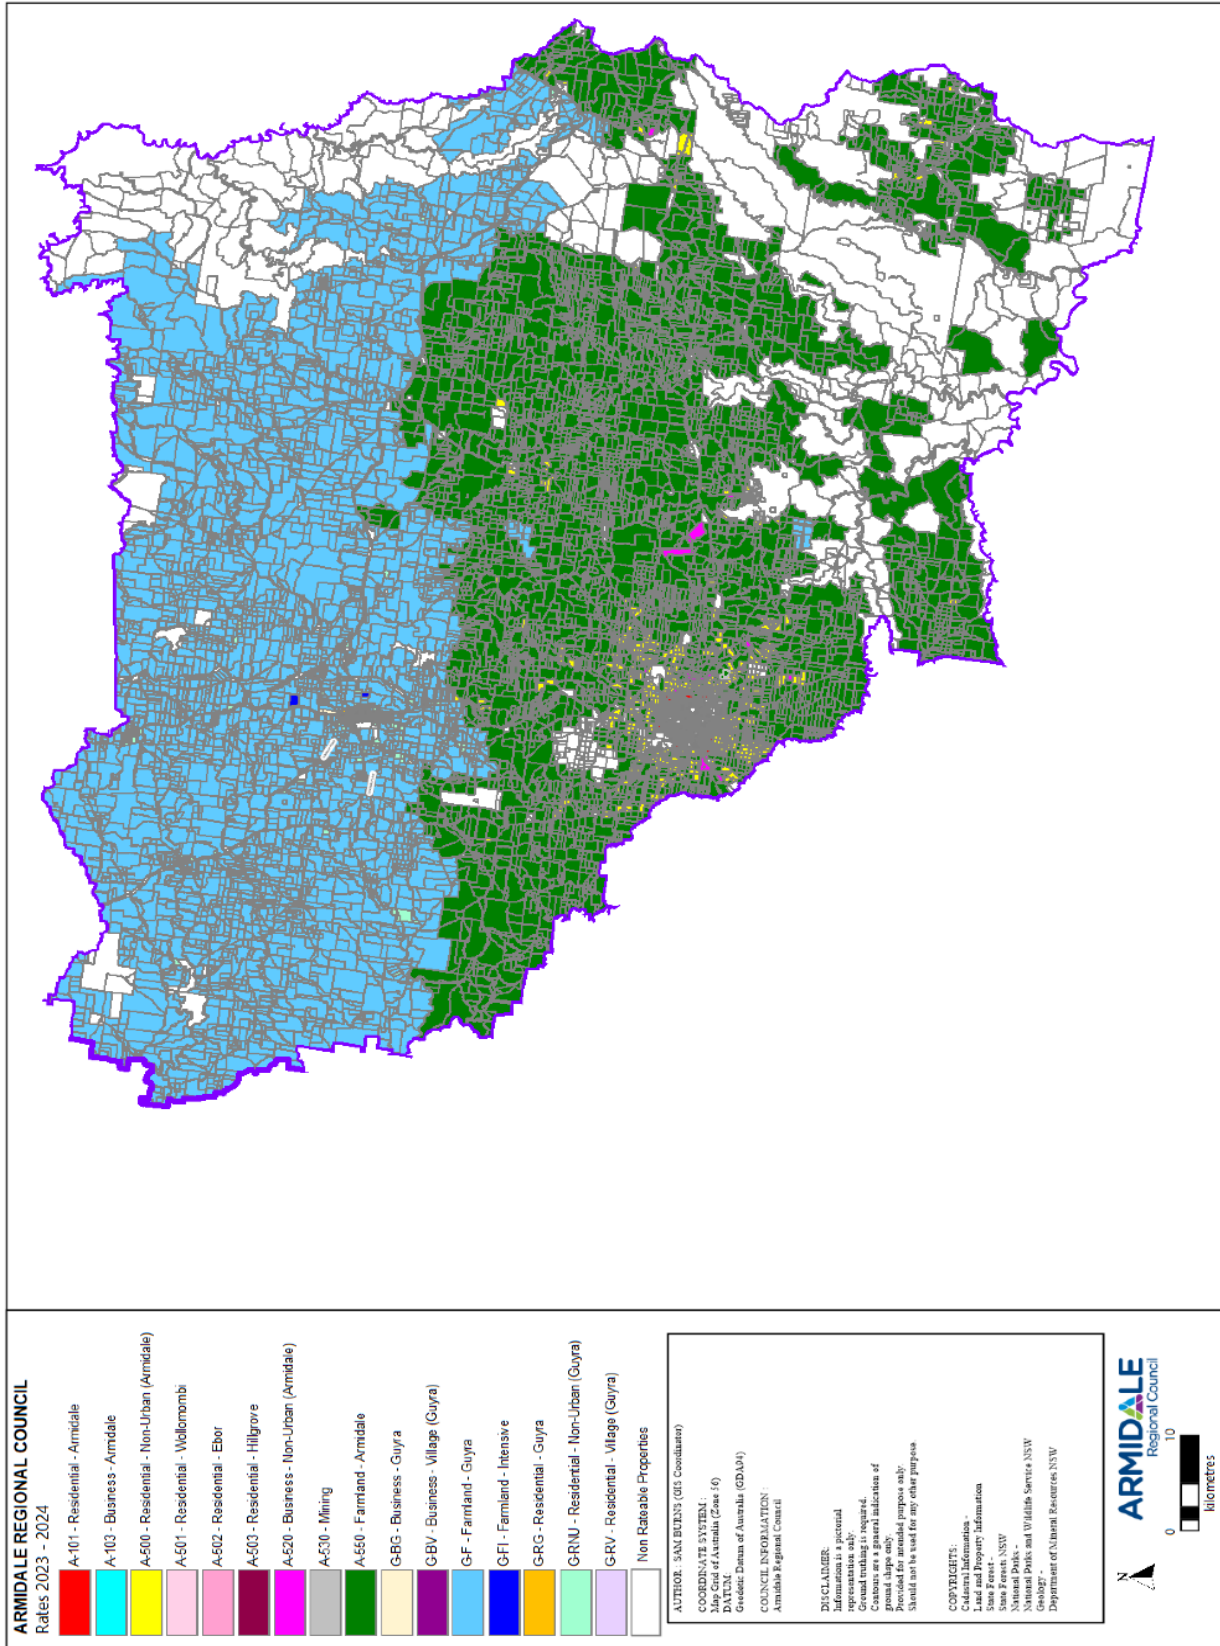 ARMIDALE REGIONAL COUNCIL
Rates 2023 - 2024
A-101 - Residential - Armidale
A-103 - Business - Armidale
A-500 - Residential - Non-Urban (Armidale)
A-501 - Residential - Wollomombi
A-502 - Residential - Ebor
A-503 - Residential - Hillgrove
A-520 - Business - Non-Urban (Armidale)
A-530 - Mining
A-550 - Farmland - Armidale
G-BG - Business - Guyra
G-BV - Business - Village (Guyra)
G-F - Farmland - Guyra
G-FI - Farmland - Intensive
G-RG - Residential - Guyra
G-RNU - Residential - Non-Urban (Guyra)
G-RV - Residential - Village (Guyra)
Non Rateable Properties
AUTHOR : SAM BURNS (GIS Coordinator)
COORDINATE SYSTEM :
Map Grid of Australia (Zone 56)
DATUM :
Geodetic Datum of Australia (GDA94)
COUNCIL INFORMATION :
Armidale Regional Council
DISCLAIMER:
Information is a pictorial
representation only.
Ground truthing is required.
Contours are a general indication of
ground shape only.
Provided for intended purpose only.
Should not be used for any other purpose.
COPYRIGHTS:
Cadastral Information -
Land and Property Information
State Forest -
State Forests NSW
National Parks -
National Parks and Wildlife Service NSW
Geology -
Department of Mineral Resources NSW
N
ARMIDALE
Regional Council
0 10
kilometres